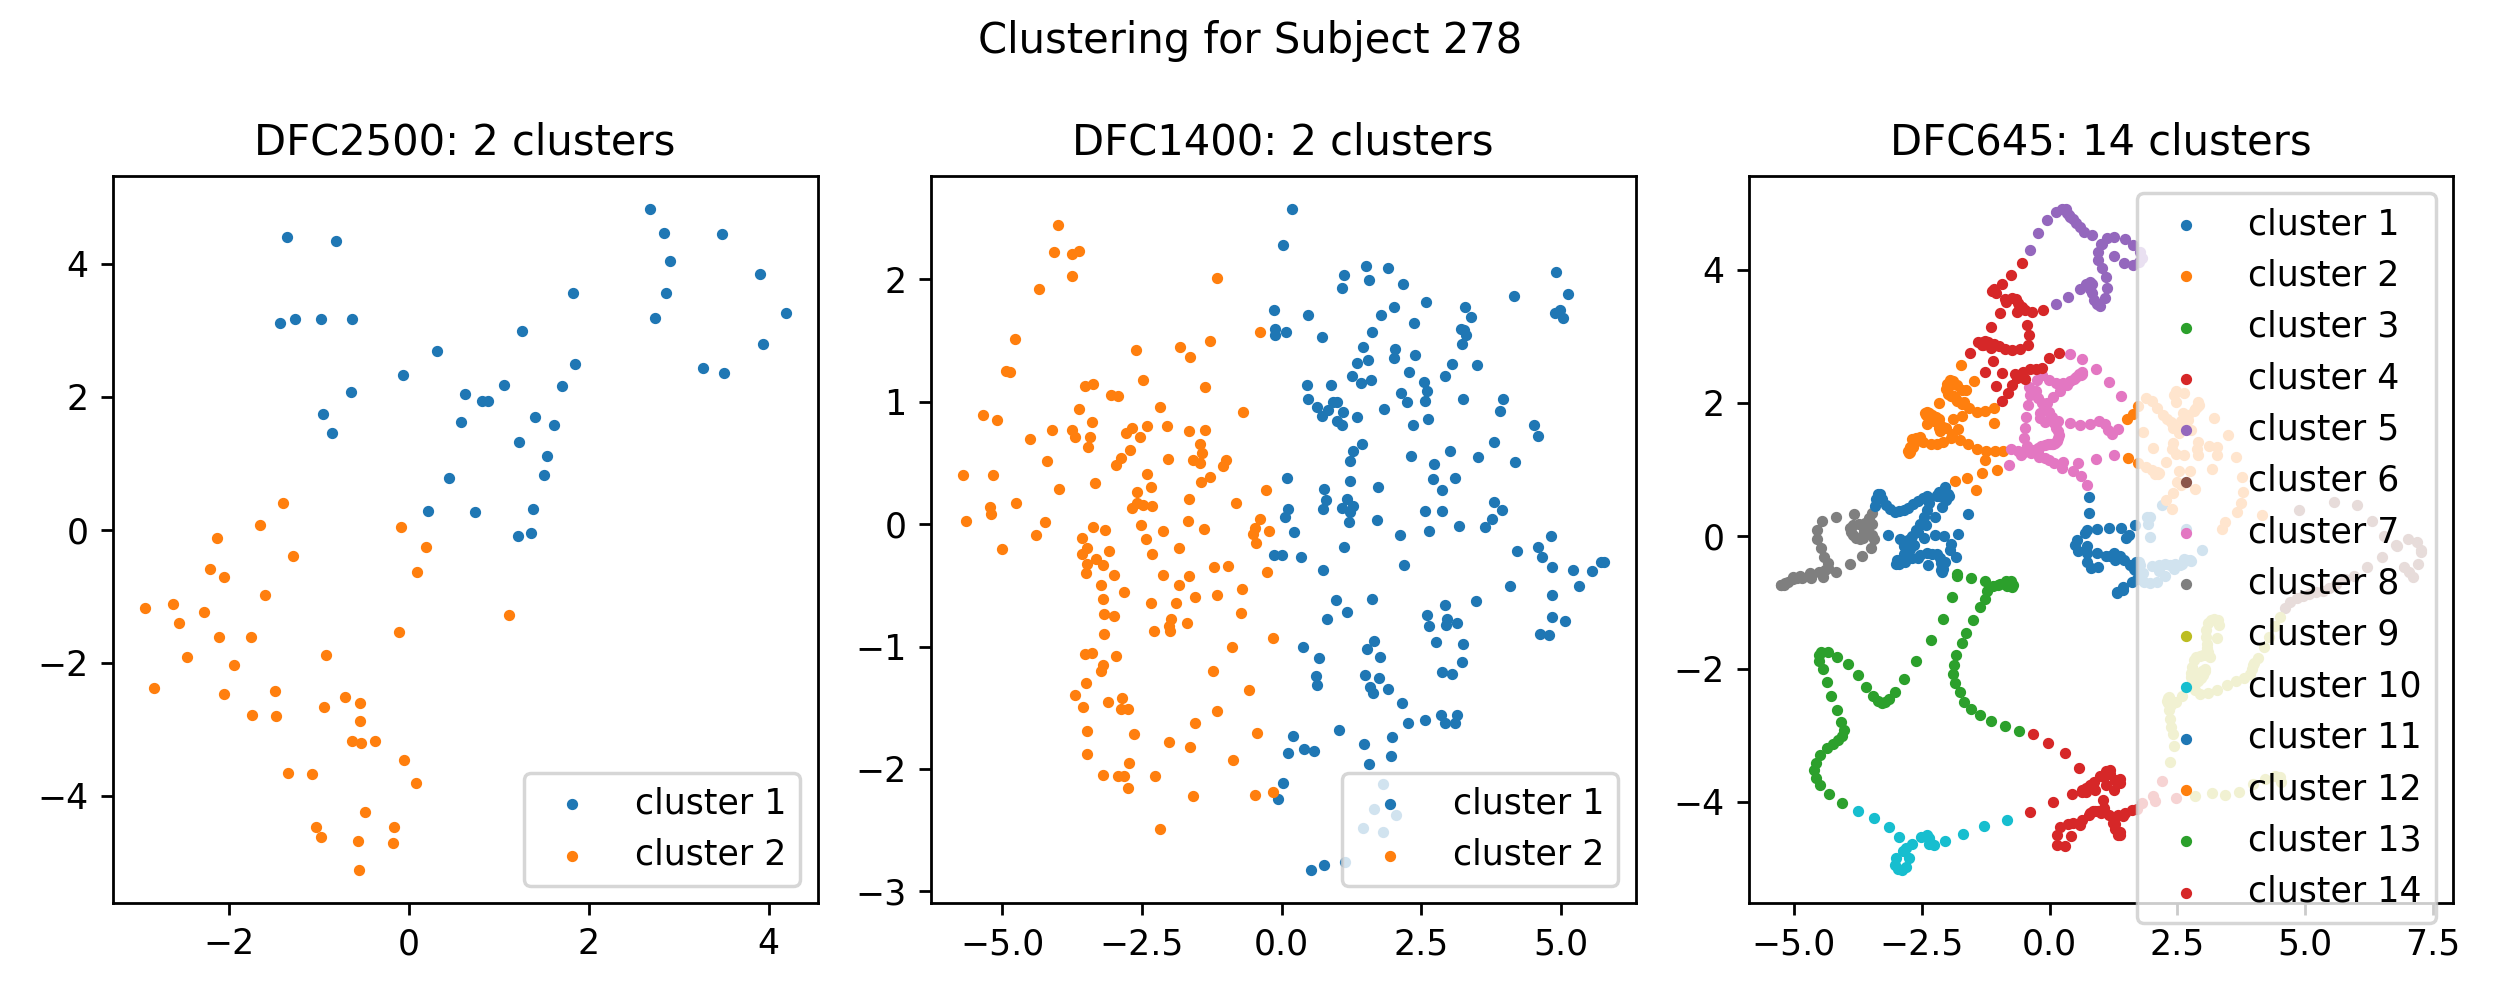 Clustering for Subject 278
DFC2500: 2 clusters
4
2
0
−2
−4
−2
0
2
4
cluster 1
cluster 2
DFC1400: 2 clusters
2
1
0
−1
−2
−3
−5.0
−2.5
0.0
2.5
5.0
cluster 1
cluster 2
DFC645: 14 clusters
4
2
0
−2
−4
−5.0
−2.5
0.0
2.5
5.0
7.5
cluster 1
cluster 2
cluster 3
cluster 4
cluster 5
cluster 6
cluster 7
cluster 8
cluster 9
cluster 10
cluster 11
cluster 12
cluster 13
cluster 14